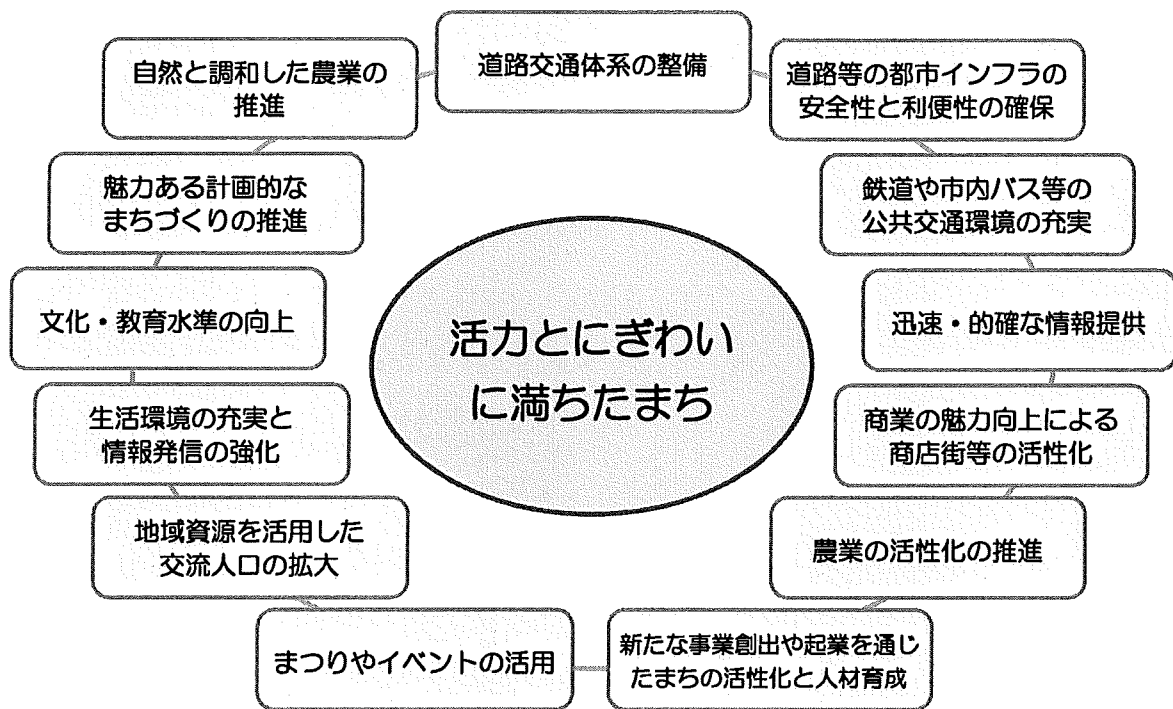 道路交通体系の整備
道路等の都市インフラの
安全性と利便性の確保
鉄道や市内バス等の
公共交通環境の充実
迅速・的確な情報提供
商業の魅力向上による
商店街等の活性化
農業の活性化の推進
新たな事業創出や起業を通じ
たまちの活性化と人材育成
まつりやイベントの活用
地域資源を活用した
交流人口の拡大
生活環境の充実と
情報発信の強化
文化・教育水準の向上
魅力ある計画的な
まちづくりの推進
自然と調和した農業の
推進
活力とにぎわい
に満ちたまち